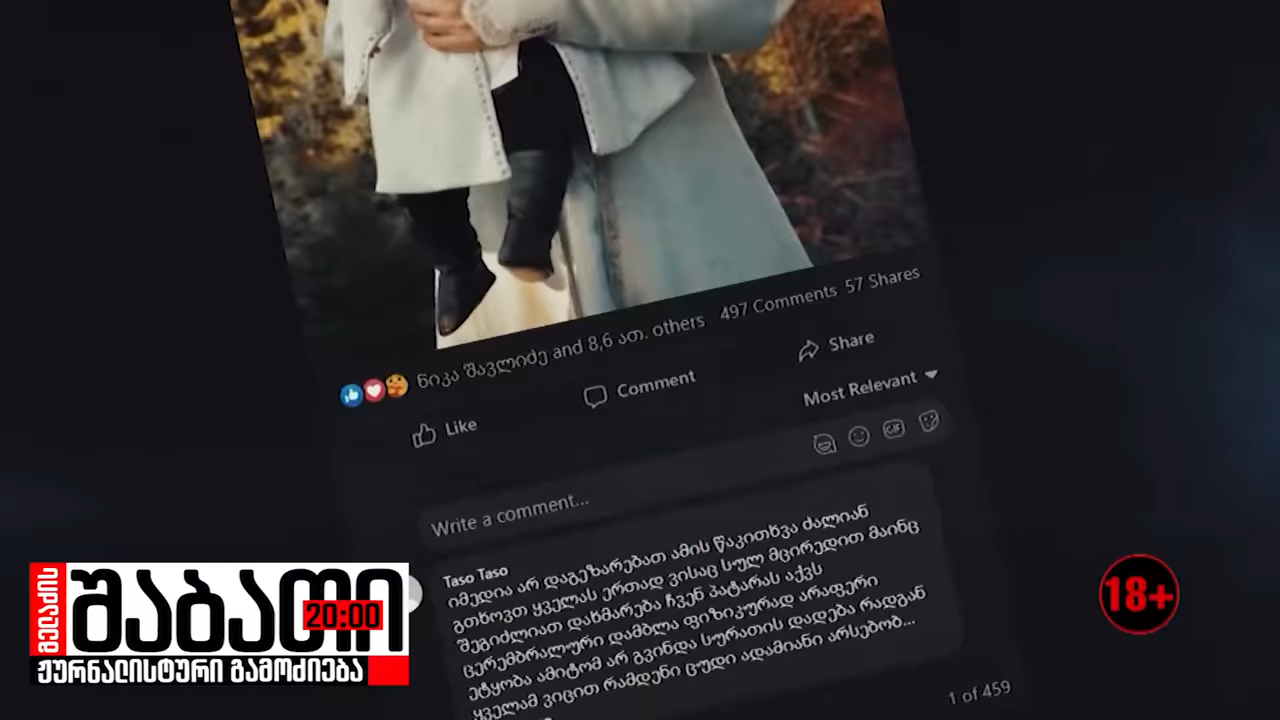 ნიკა შავლიძე and 8,6 ათ. others 497 Comments 57 Shares
Like Comment Share
Most Relevant
Write a comment...
GIF
Taso Taso
იმედია არ დაგეზარებათ ამის წაკითხვა ძალიან
გთხოვთ ყველას ერთად ვისაც სულ მცირედით მაინც
შეგიძლიათ დახმარება ჩვენ პატარას აქვს
ცერემბრალური დამბლა ფიზიკურად არაფერი
ეტყობა ამიტომ არ გვინდა სურათის დადება რადგან
ყველამ ვიცით რამდენი ცუდი ადამიანი არსებობ...
1 of 459
მელაძის
შაბათი
20:00
ჟურნალისტური გამოძიება
18+